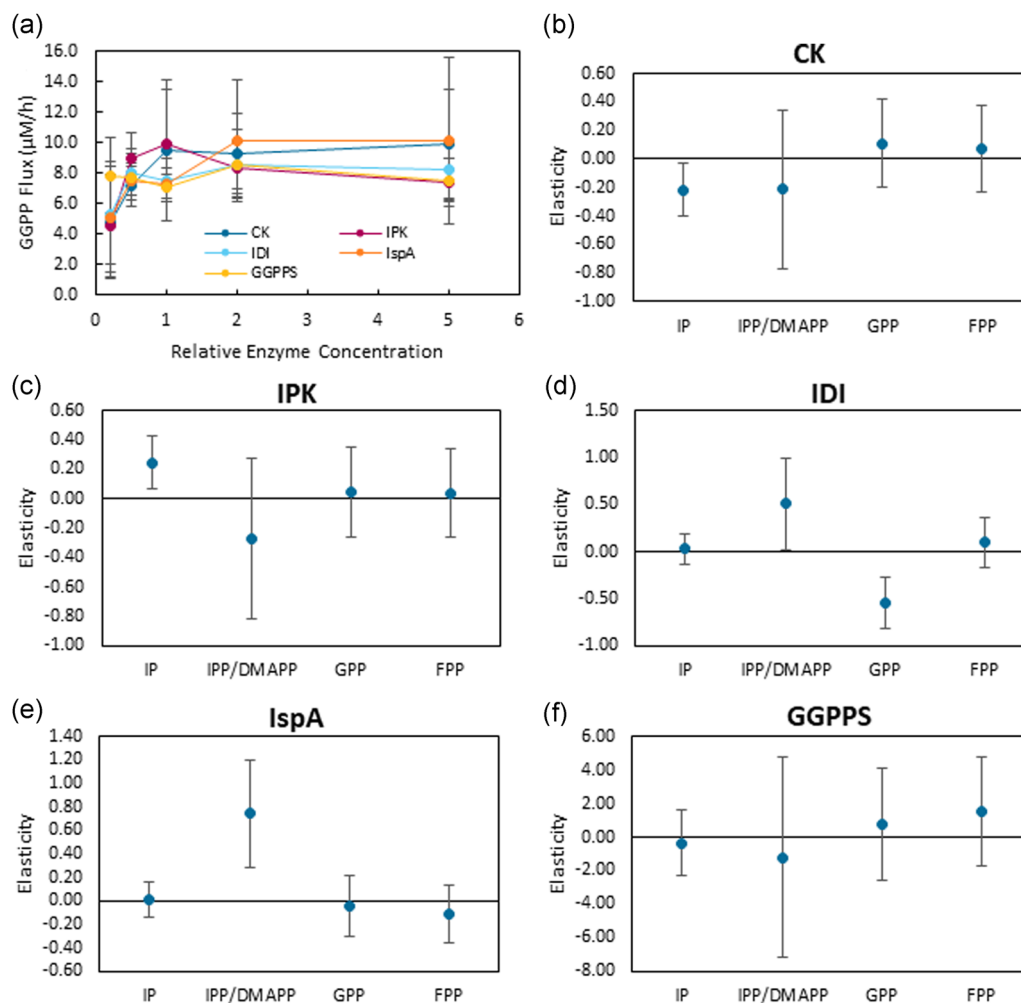 (a)
GGPP Flux (µM/h)
16.0
14.0
12.0
10.0
8.0
6.0
4.0
2.0
0.0
CK
IPK
IDI
IspA
GGPPS
0 1 2 3 4 5 6
Relative Enzyme Concentration
(b)
CK
Elasticity
0.60
0.40
0.20
0.00
-0.20
-0.40
-0.60
-0.80
-1.00
IP IPP/DMAPP GPP FPP
(c)
IPK
Elasticity
0.60
0.40
0.20
0.00
-0.20
-0.40
-0.60
-0.80
-1.00
IP IPP/DMAPP GPP FPP
(d)
IDI
Elasticity
1.50
1.00
0.50
0.00
-0.50
-1.00
IP IPP/DMAPP GPP FPP
(e)
IspA
Elasticity
1.40
1.20
1.00
0.80
0.60
0.40
0.20
0.00
-0.20
-0.40
-0.60
IP IPP/DMAPP GPP FPP
(f)
GGPPS
Elasticity
6.00
4.00
2.00
0.00
-2.00
-4.00
-6.00
-8.00
IP IPP/DMAPP GPP FPP